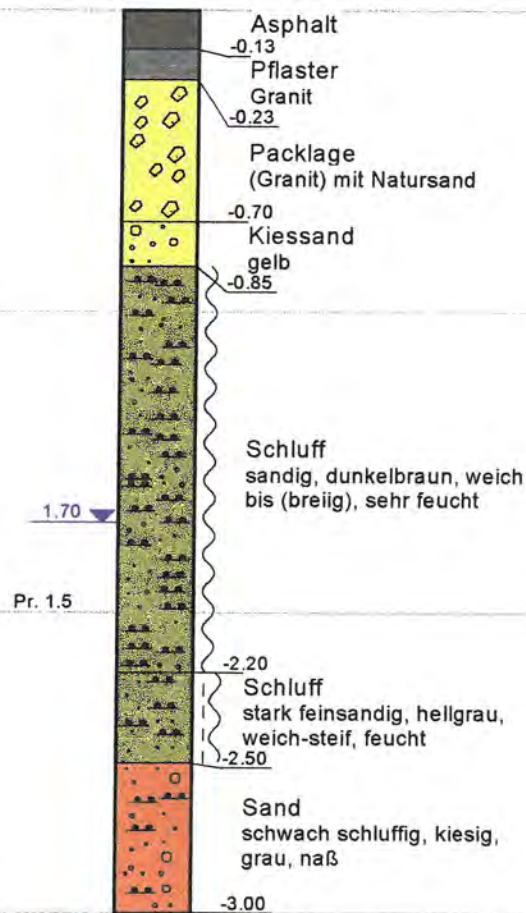 Asphalt
-0.13
Pflaster
Granit
-0.23
Packlage
(Granit) mit Natursand
-0.70
Kiessand
gelb
-0.85
Schluff
sandig, dunkelbraun, weich
bis (breiig), sehr feucht
1.70
Pr. 1.5
-2.20
Schluff
stark feinsandig, hellgrau,
weich-steif, feucht
-2.50
Sand
schwach schluffig, kiesig,
grau, naß
-3.00